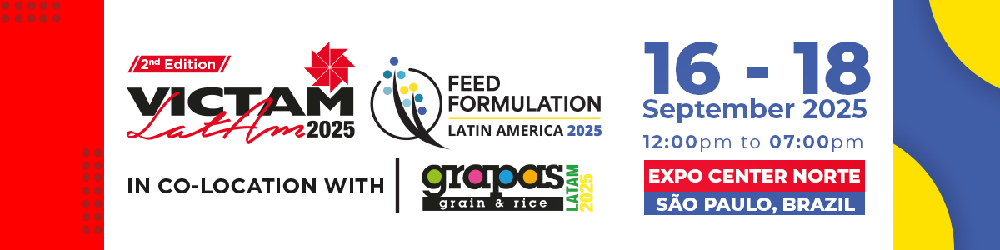 2nd Edition
VICTAM
LatAm 2025
FEED
FORMULATION
LATIN AMERICA 2025
IN CO-LOCATION WITH
grapas
grain & rice
LATAM
2025
16 - 18
September 2025
12:00pm to 07:00pm
EXPO CENTER NORTE
SÃO PAULO, BRAZIL